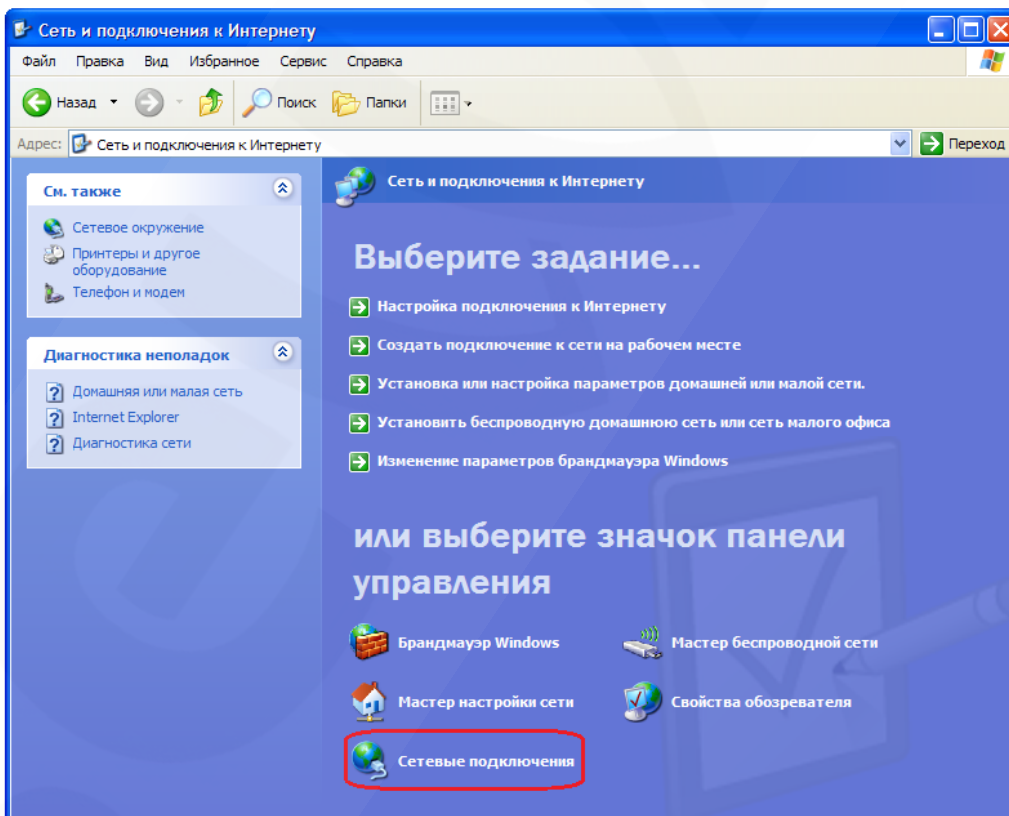 Сеть и подключения к Интернету
Файл Правка Вид Избранное Сервис Справка
Назад Поиск Папки
Адрес: Сеть и подключения к Интернету Переход
См. также
Сетевое окружение
Принтеры и другое
оборудование
Телефон и модем
Диагностика неполадок
Домашняя или малая сеть
Internet Explorer
Диагностика сети
Сеть и подключения к Интернету
Выберите задание...
Настройка подключения к Интернету
Создать подключение к сети на рабочем месте
Установка или настройка параметров домашней или малой сети.
Установить беспроводную домашнюю сеть или сеть малого офиса
Изменение параметров брандмауэра Windows
или выберите значок панели
управления
Брандмауэр Windows Мастер беспроводной сети
Мастер настройки сети Свойства обозревателя
Сетевые подключения